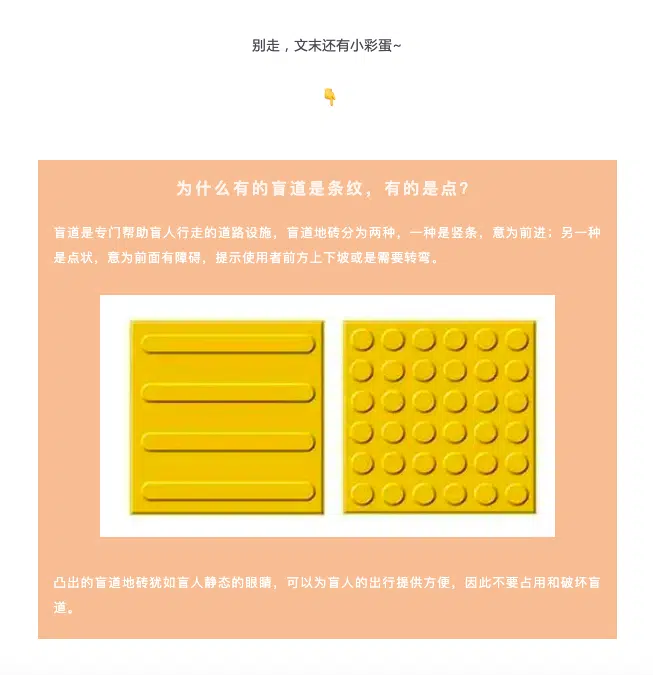 别走，文末还有小彩蛋~
为什么有的盲道是条纹，有的是点？
盲道是专门帮助盲人行走的道路设施，盲道地砖分为两种，一种是竖条，意为前进；另一种
是点状，意为前面有障碍，提示使用者前方上下坡或是需要转弯。
凸出的盲道地砖犹如盲人静态的眼睛，可以为盲人的出行提供方便，因此不要占用和破坏盲
道。